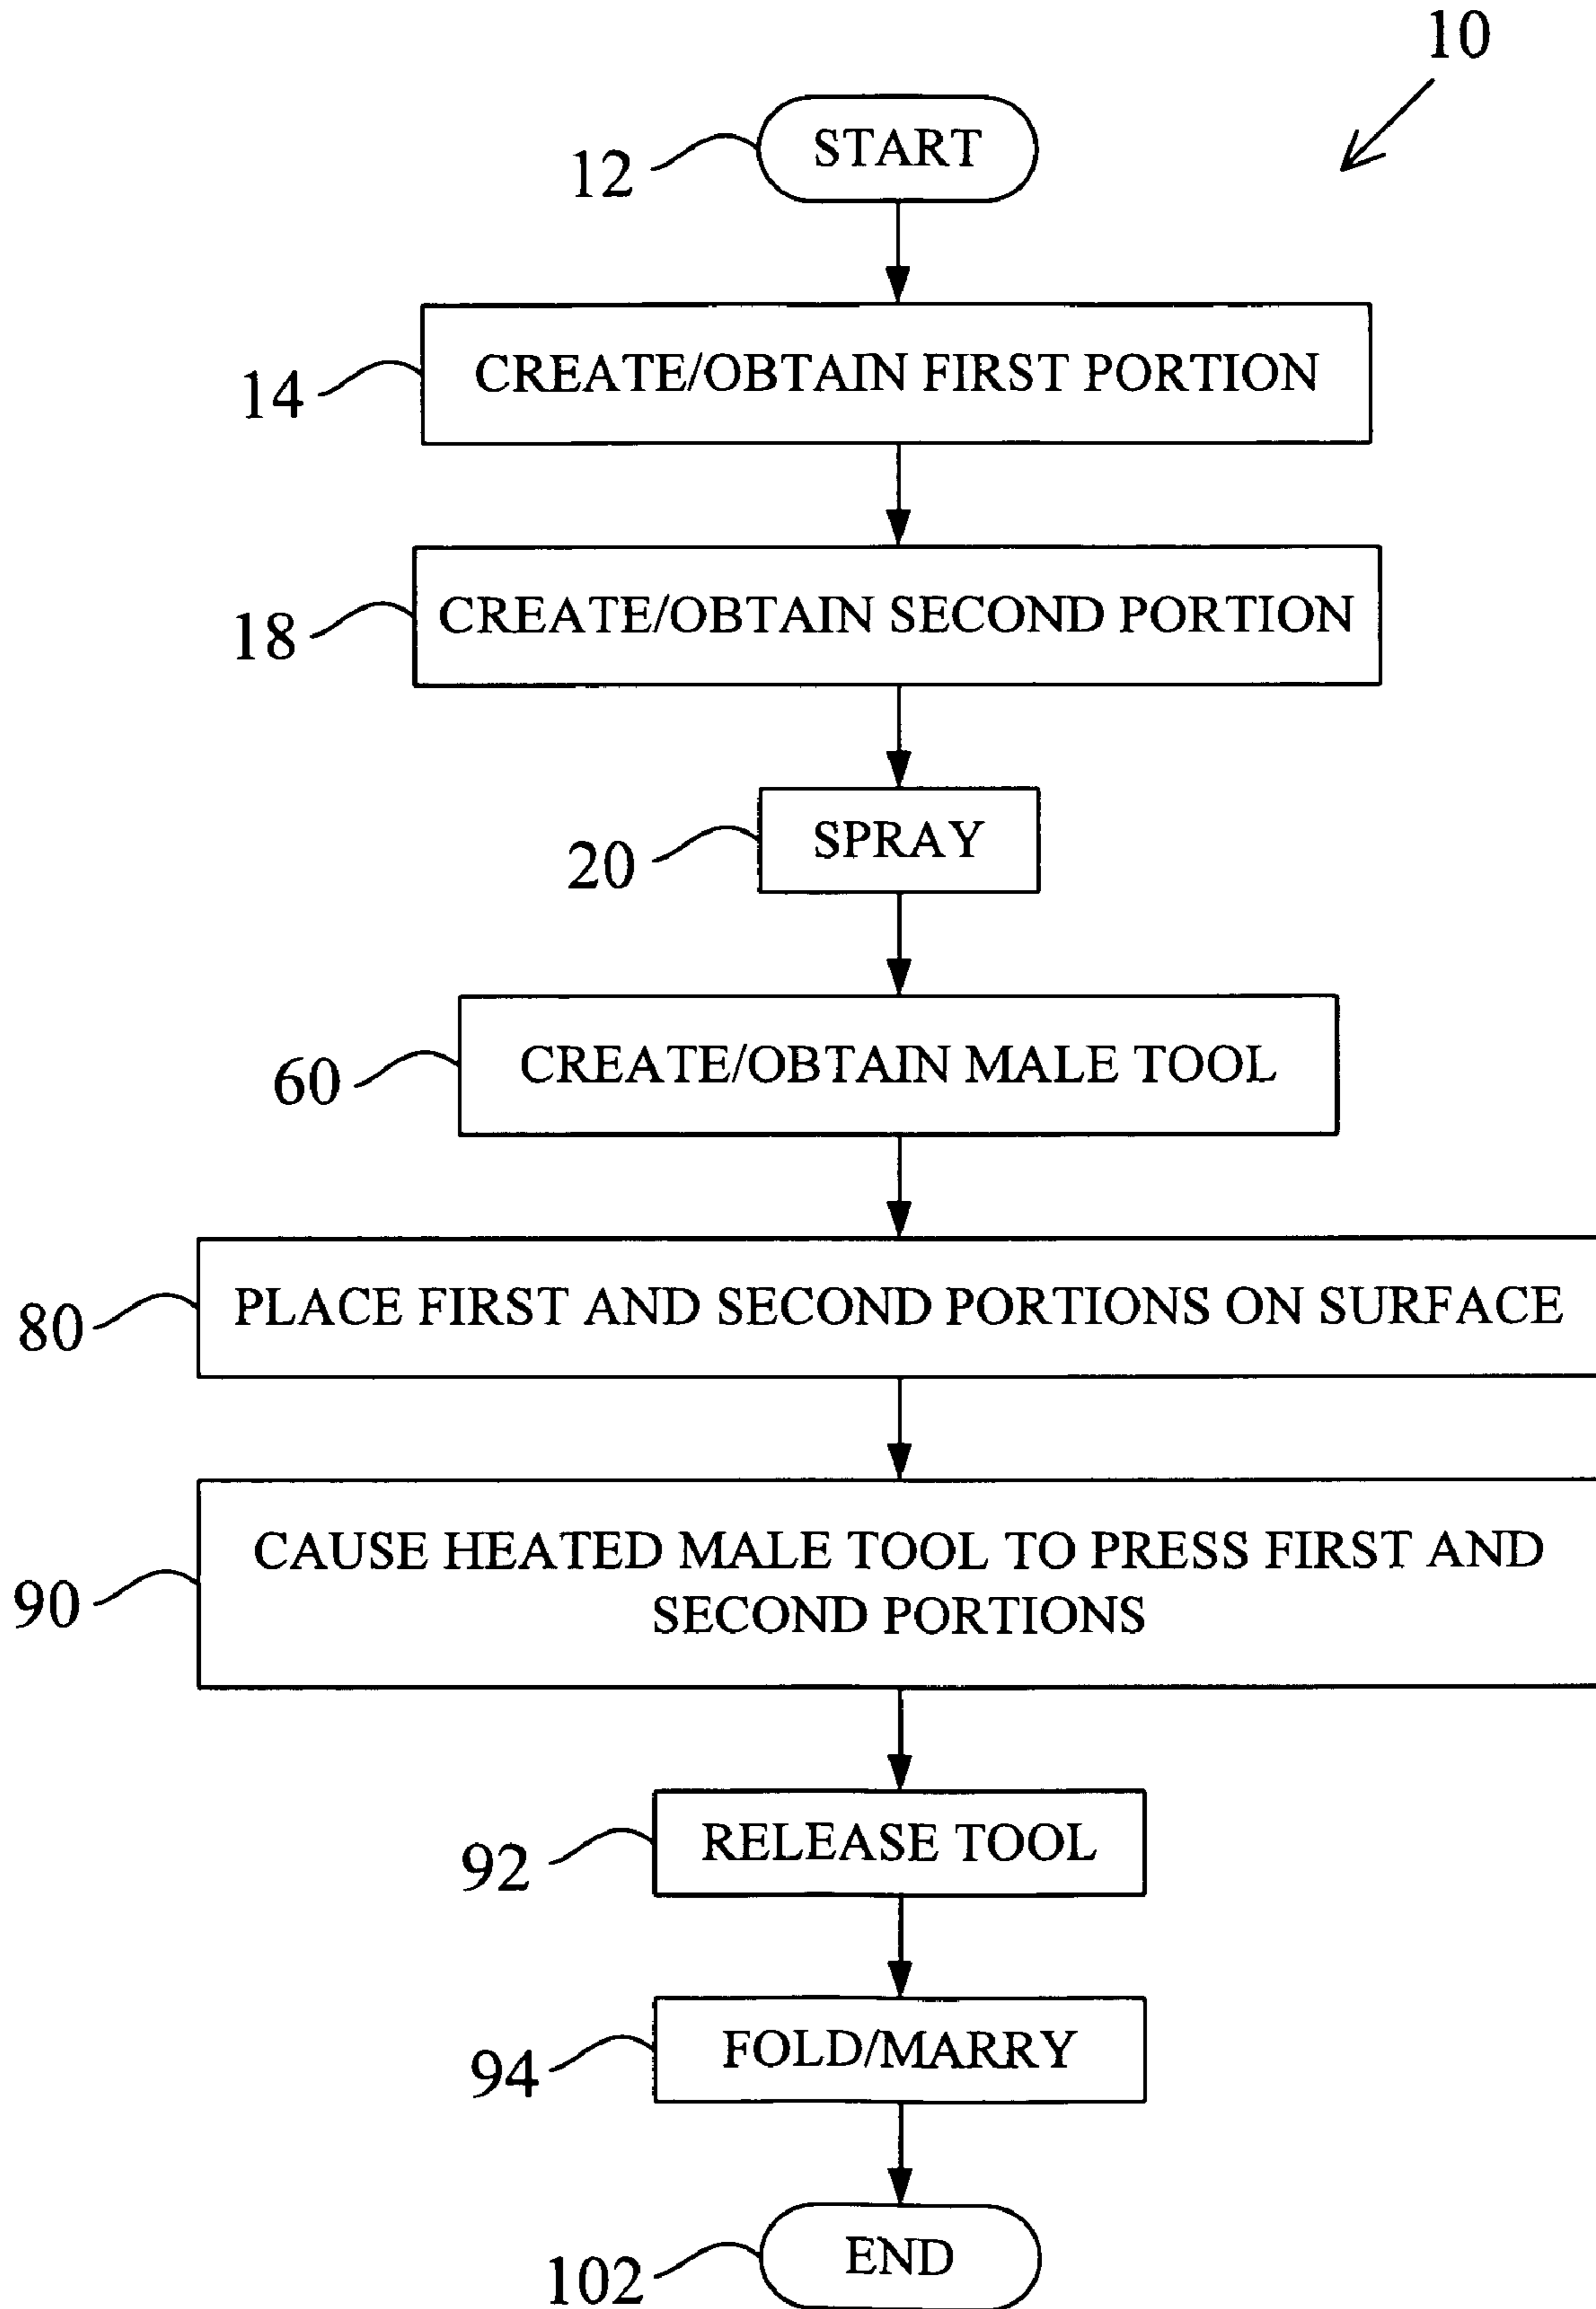 10
12
START
14
CREATE/OBTAIN FIRST PORTION
18
CREATE/OBTAIN SECOND PORTION
20
SPRAY
60
CREATE/OBTAIN MALE TOOL
80
PLACE FIRST AND SECOND PORTIONS ON SURFACE
90
CAUSE HEATED MALE TOOL TO PRESS FIRST AND
SECOND PORTIONS
92
RELEASE TOOL
94
FOLD/MARRY
102
END